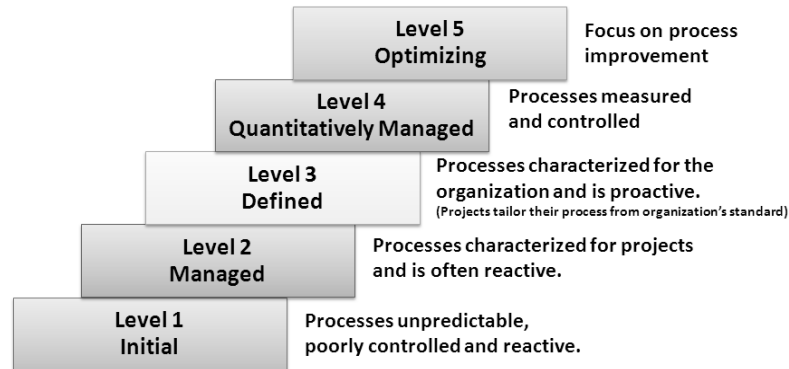 Level 5
Optimizing
Focus on process
improvement
Level 4
Quantitatively Managed
Processes measured
and controlled
Level 3
Defined
Processes characterized for the
organization and is proactive.
(Projects tailor their process from organization's standard)
Level 2
Managed
Processes characterized for projects
and is often reactive.
Level 1
Initial
Processes unpredictable,
poorly controlled and reactive.